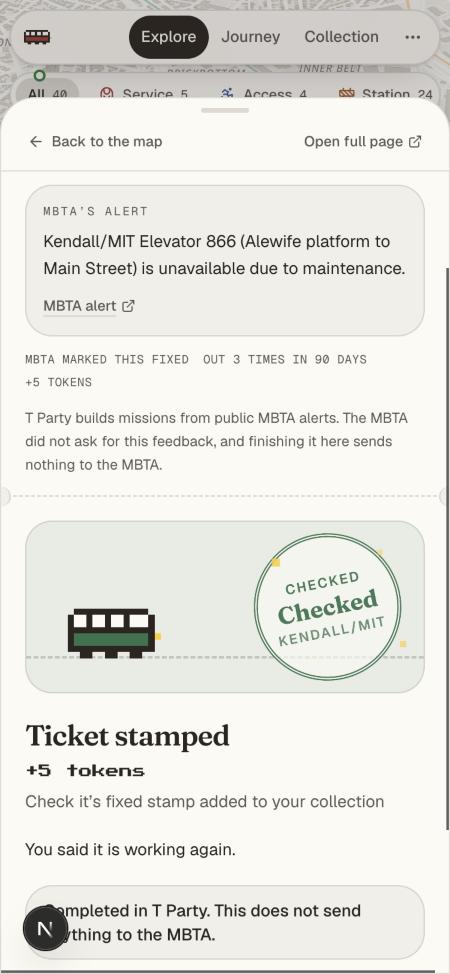 Explore Journey Collection
BRICKBOTTOM INNER BELT
All 40 Service 5 Access 4 Station 24
Back to the map Open full page
MBTA'S ALERT
Kendall/MIT Elevator 866 (Alewife platform to
Main Street) is unavailable due to maintenance.
MBTA alert
MBTA MARKED THIS FIXED OUT 3 TIMES IN 90 DAYS
+5 TOKENS
T Party builds missions from public MBTA alerts. The MBTA
did not ask for this feedback, and finishing it here sends
nothing to the MBTA.
CHECKED
Checked
KENDALL/MIT
Ticket stamped
+5 tokens
Check it's fixed stamp added to your collection
You said it is working again.
Completed in T Party. This does not send
anything to the MBTA.
N